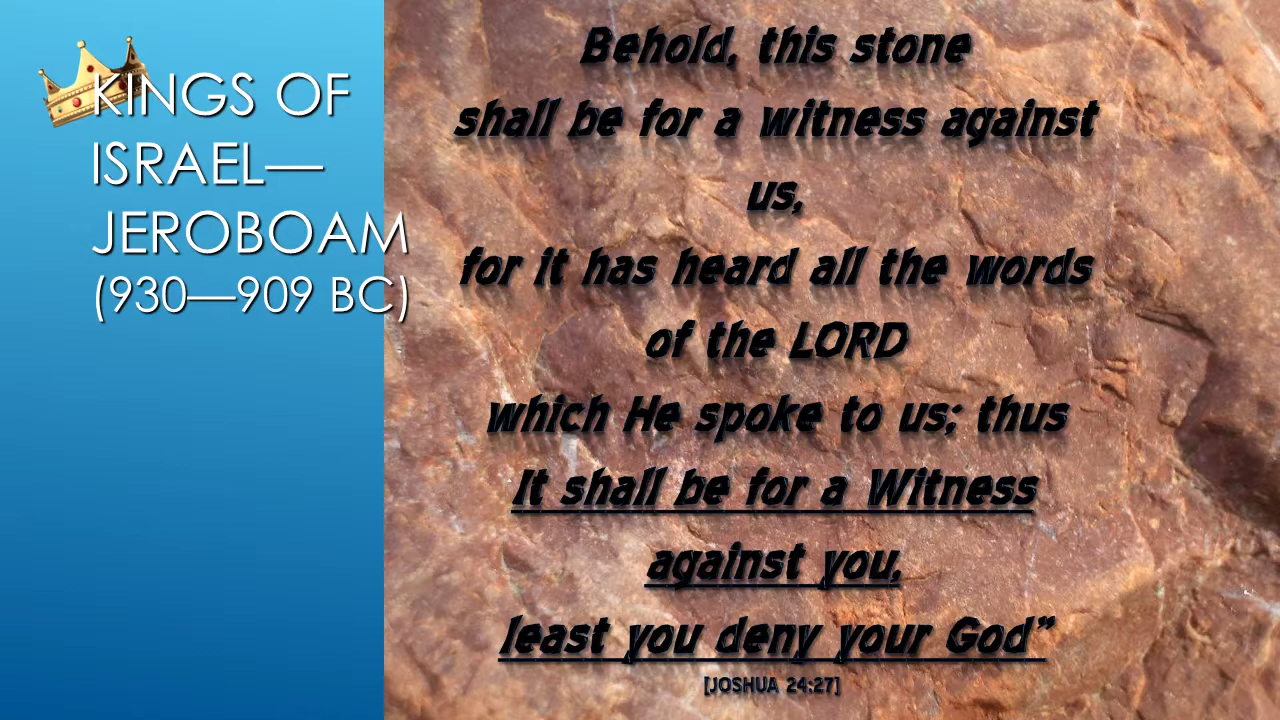 KINGS OF
ISRAEL—
JEROBOAM
(930—909 BC)
Behold, this stone
shall be for a witness against
us,
for it has heard all the words
of the LORD
which He spoke to us; thus
It shall be for a Witness
against you,
least you deny your God”
[JOSHUA 24:27]